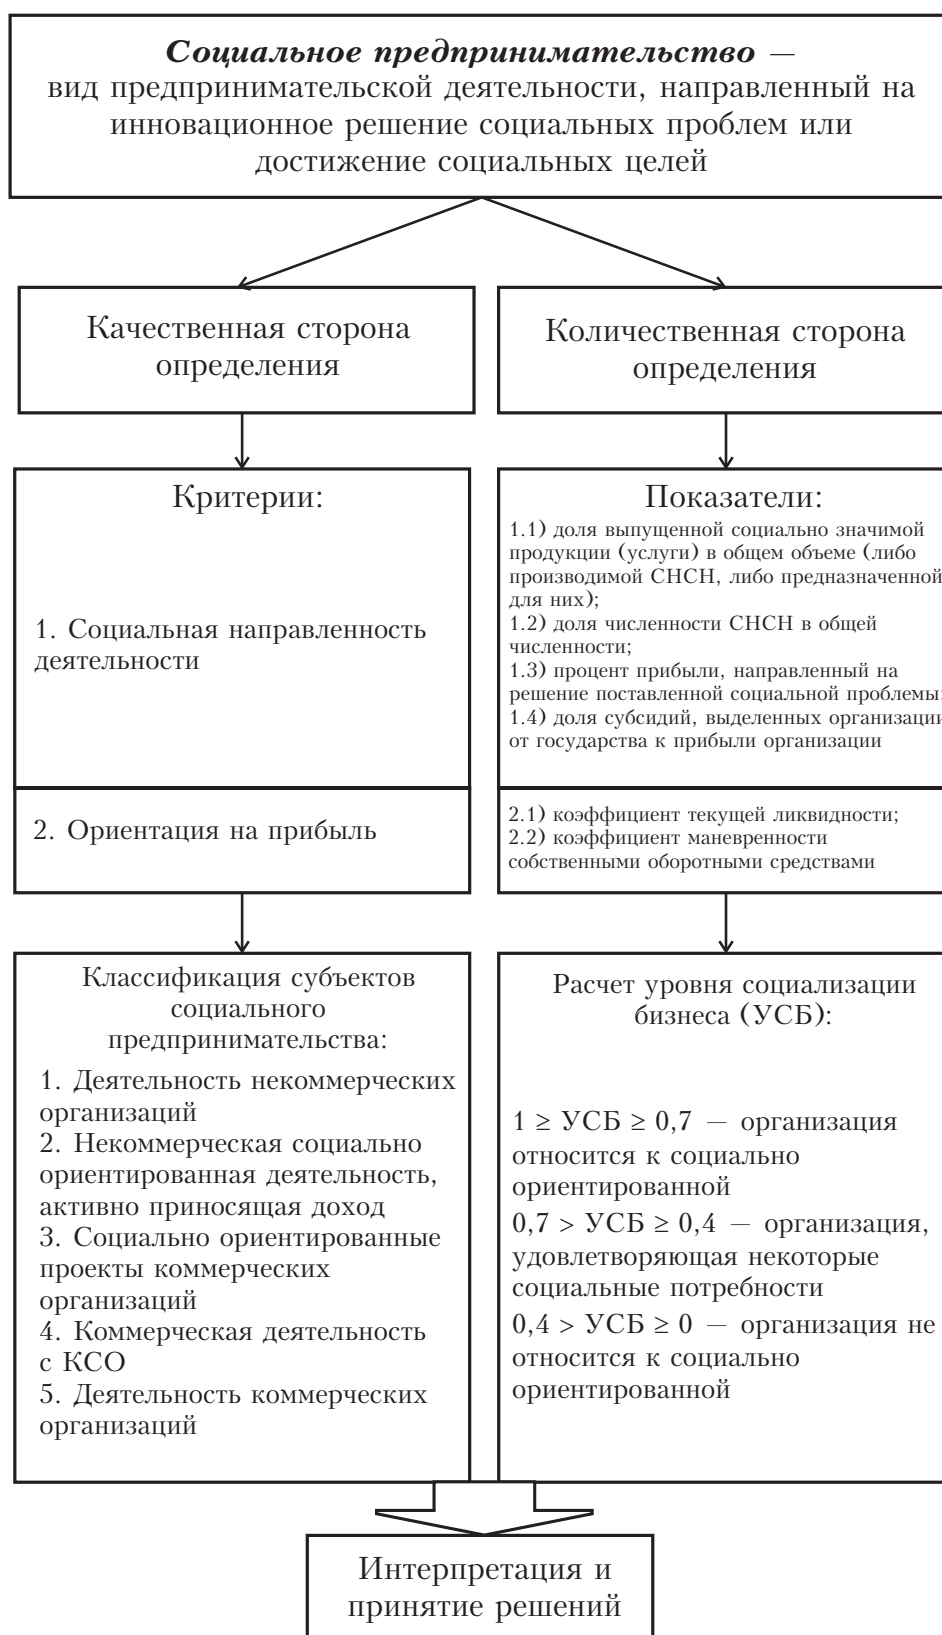 Социальное предпринимательство —
вид предпринимательской деятельности, направленный на
инновационное решение социальных проблем или
достижение социальных целей
Качественная сторона
определения
Количественная сторона
определения
Критерии:
1. Социальная направленность
деятельности
2. Ориентация на прибыль
Показатели:
1.1) доля выпущенной социально значимой
продукции (услуги) в общем объеме (либо
производимой СНСН, либо предназначенной
для них);
1.2) доля численности СНСН в общей
численности;
1.3) процент прибыли, направленный на
решение поставленной социальной проблемы;
1.4) доля субсидий, выделенных организации
от государства к прибыли организации
2.1) коэффициент текущей ликвидности;
2.2) коэффициент маневренности
собственными оборотными средствами
Классификация субъектов
социального
предпринимательства:
1. Деятельность некоммерческих
организаций
2. Некоммерческая социально
ориентированная деятельность,
активно приносящая доход
3. Социально ориентированные
проекты коммерческих
организаций
4. Коммерческая деятельность
с КСО
5. Деятельность коммерческих
организаций
Расчет уровня социализации
бизнеса (УСБ):
1 ≥ УСБ ≥ 0,7 — организация
относится к социально
ориентированной
0,7 > УСБ ≥ 0,4 — организация,
удовлетворяющая некоторые
социальные потребности
0,4 > УСБ ≥ 0 — организация не
относится к социально
ориентированной
Интерпретация и
принятие решений